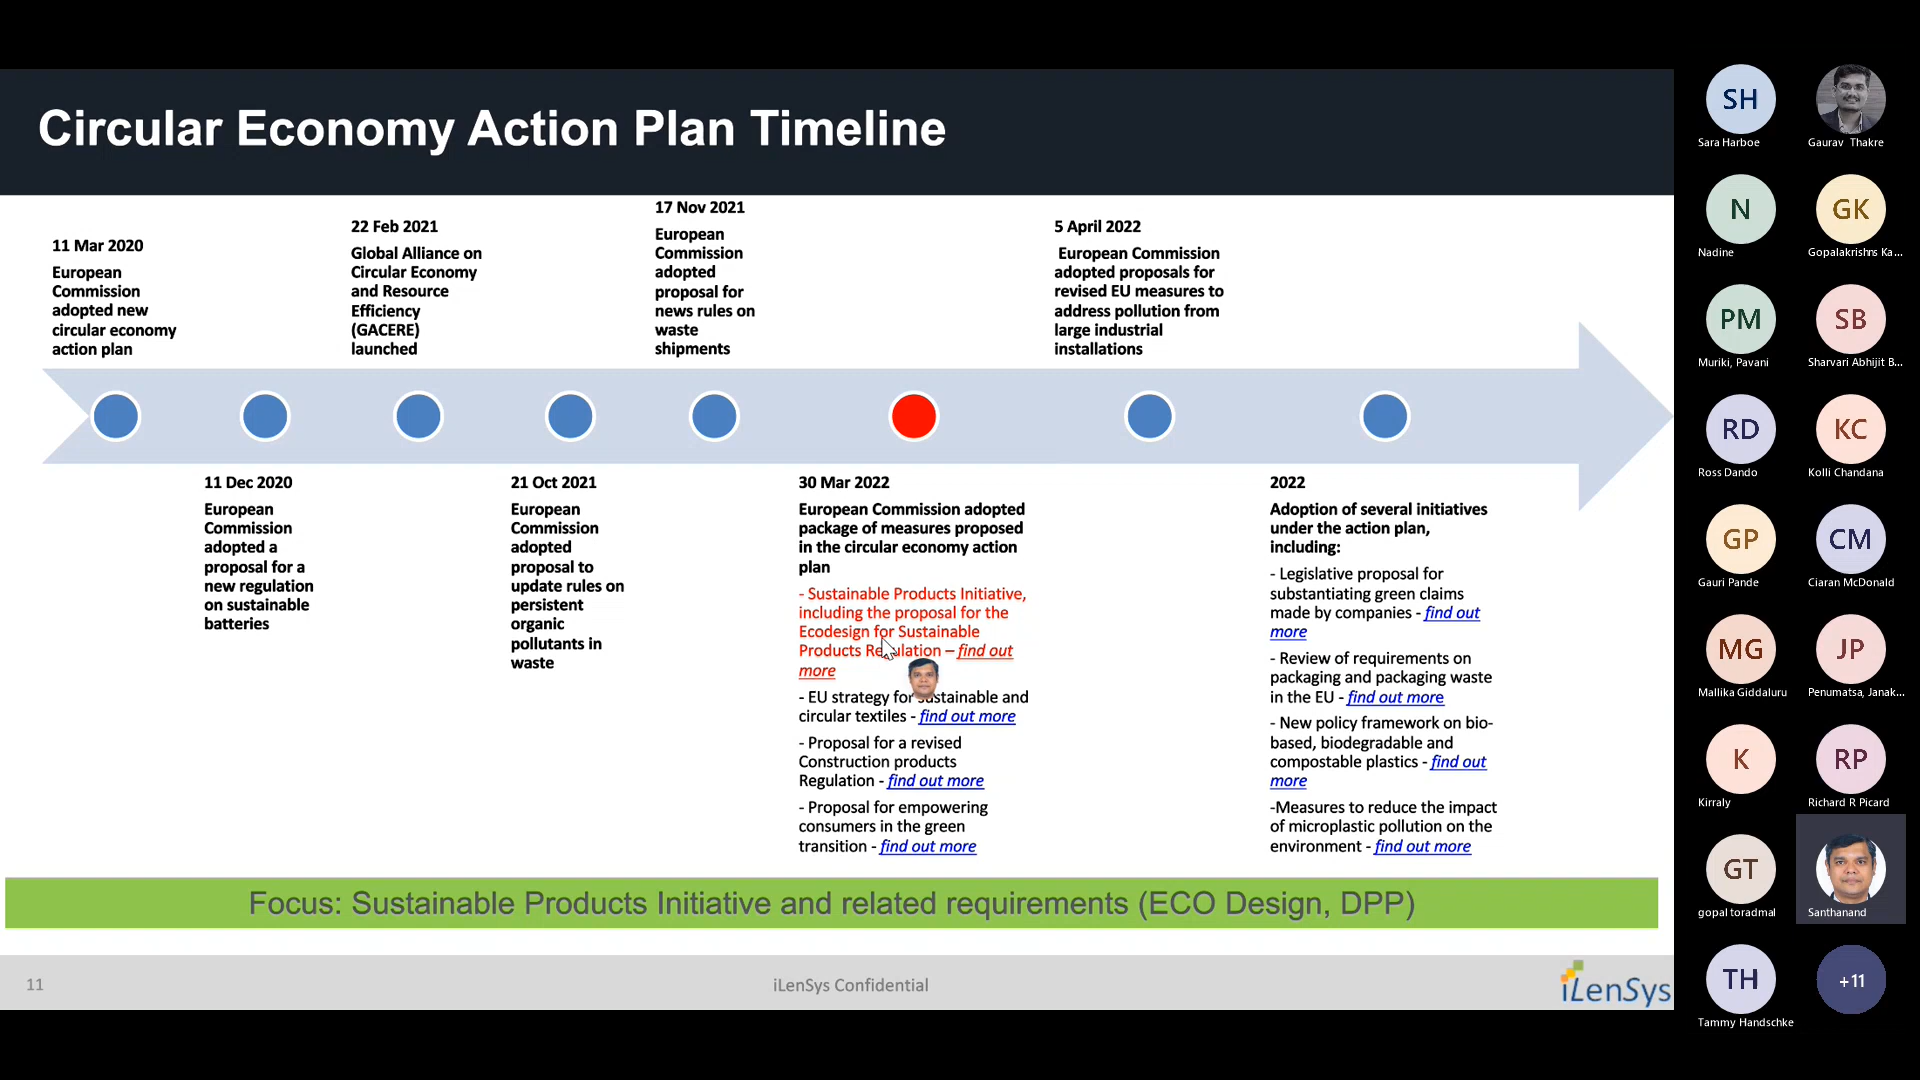 Circular Economy Action Plan Timeline
11 Mar 2020
European
Commission
adopted new
circular economy
action plan
22 Feb 2021
Global Alliance on
Circular Economy
and Resource
Efficiency
(GACERE)
launched
17 Nov 2021
European
Commission
adopted
proposal for
news rules on
waste
shipments
5 April 2022
European Commission
adopted proposals for
revised EU measures to
address pollution from
large industrial
installations
11 Dec 2020
European
Commission
adopted a
proposal for a
new regulation
on sustainable
batteries
21 Oct 2021
European
Commission
adopted
proposal to
update rules on
persistent
organic
pollutants in
waste
30 Mar 2022
European Commission adopted
package of measures proposed
in the circular economy action
plan
- Sustainable Products Initiative,
including the proposal for the
Ecodesign for Sustainable
Products Regulation – find out
more
- EU strategy for sustainable and
circular textiles - find out more
- Proposal for a revised
Construction products
Regulation - find out more
- Proposal for empowering
consumers in the green
transition - find out more
2022
Adoption of several initiatives
under the action plan,
including:
- Legislative proposal for
substantiating green claims
made by companies - find out
more
- Review of requirements on
packaging and packaging waste
in the EU - find out more
- New policy framework on bio-
based, biodegradable and
compostable plastics - find out
more
-Measures to reduce the impact
of microplastic pollution on the
environment - find out more
Focus: Sustainable Products Initiative and related requirements (ECO Design, DPP)
11
iLenSys Confidential
iLenSys
SH
Sara Harboe
Gaurav Thakre
N
Nadine
GK
Gopalakrishns Ka...
PM
Muriki, Pavani
SB
Sharvari Abhijit B...
RD
Ross Dando
KC
Kolli Chandana
GP
Gauri Pande
CM
Ciaran McDonald
MG
Mallika Giddaluru
JP
Penumatsa, Janak...
K
Kirraly
RP
Richard R Picard
GT
gopal toradmal
Santhanand
TH
Tammy Handschke
+11